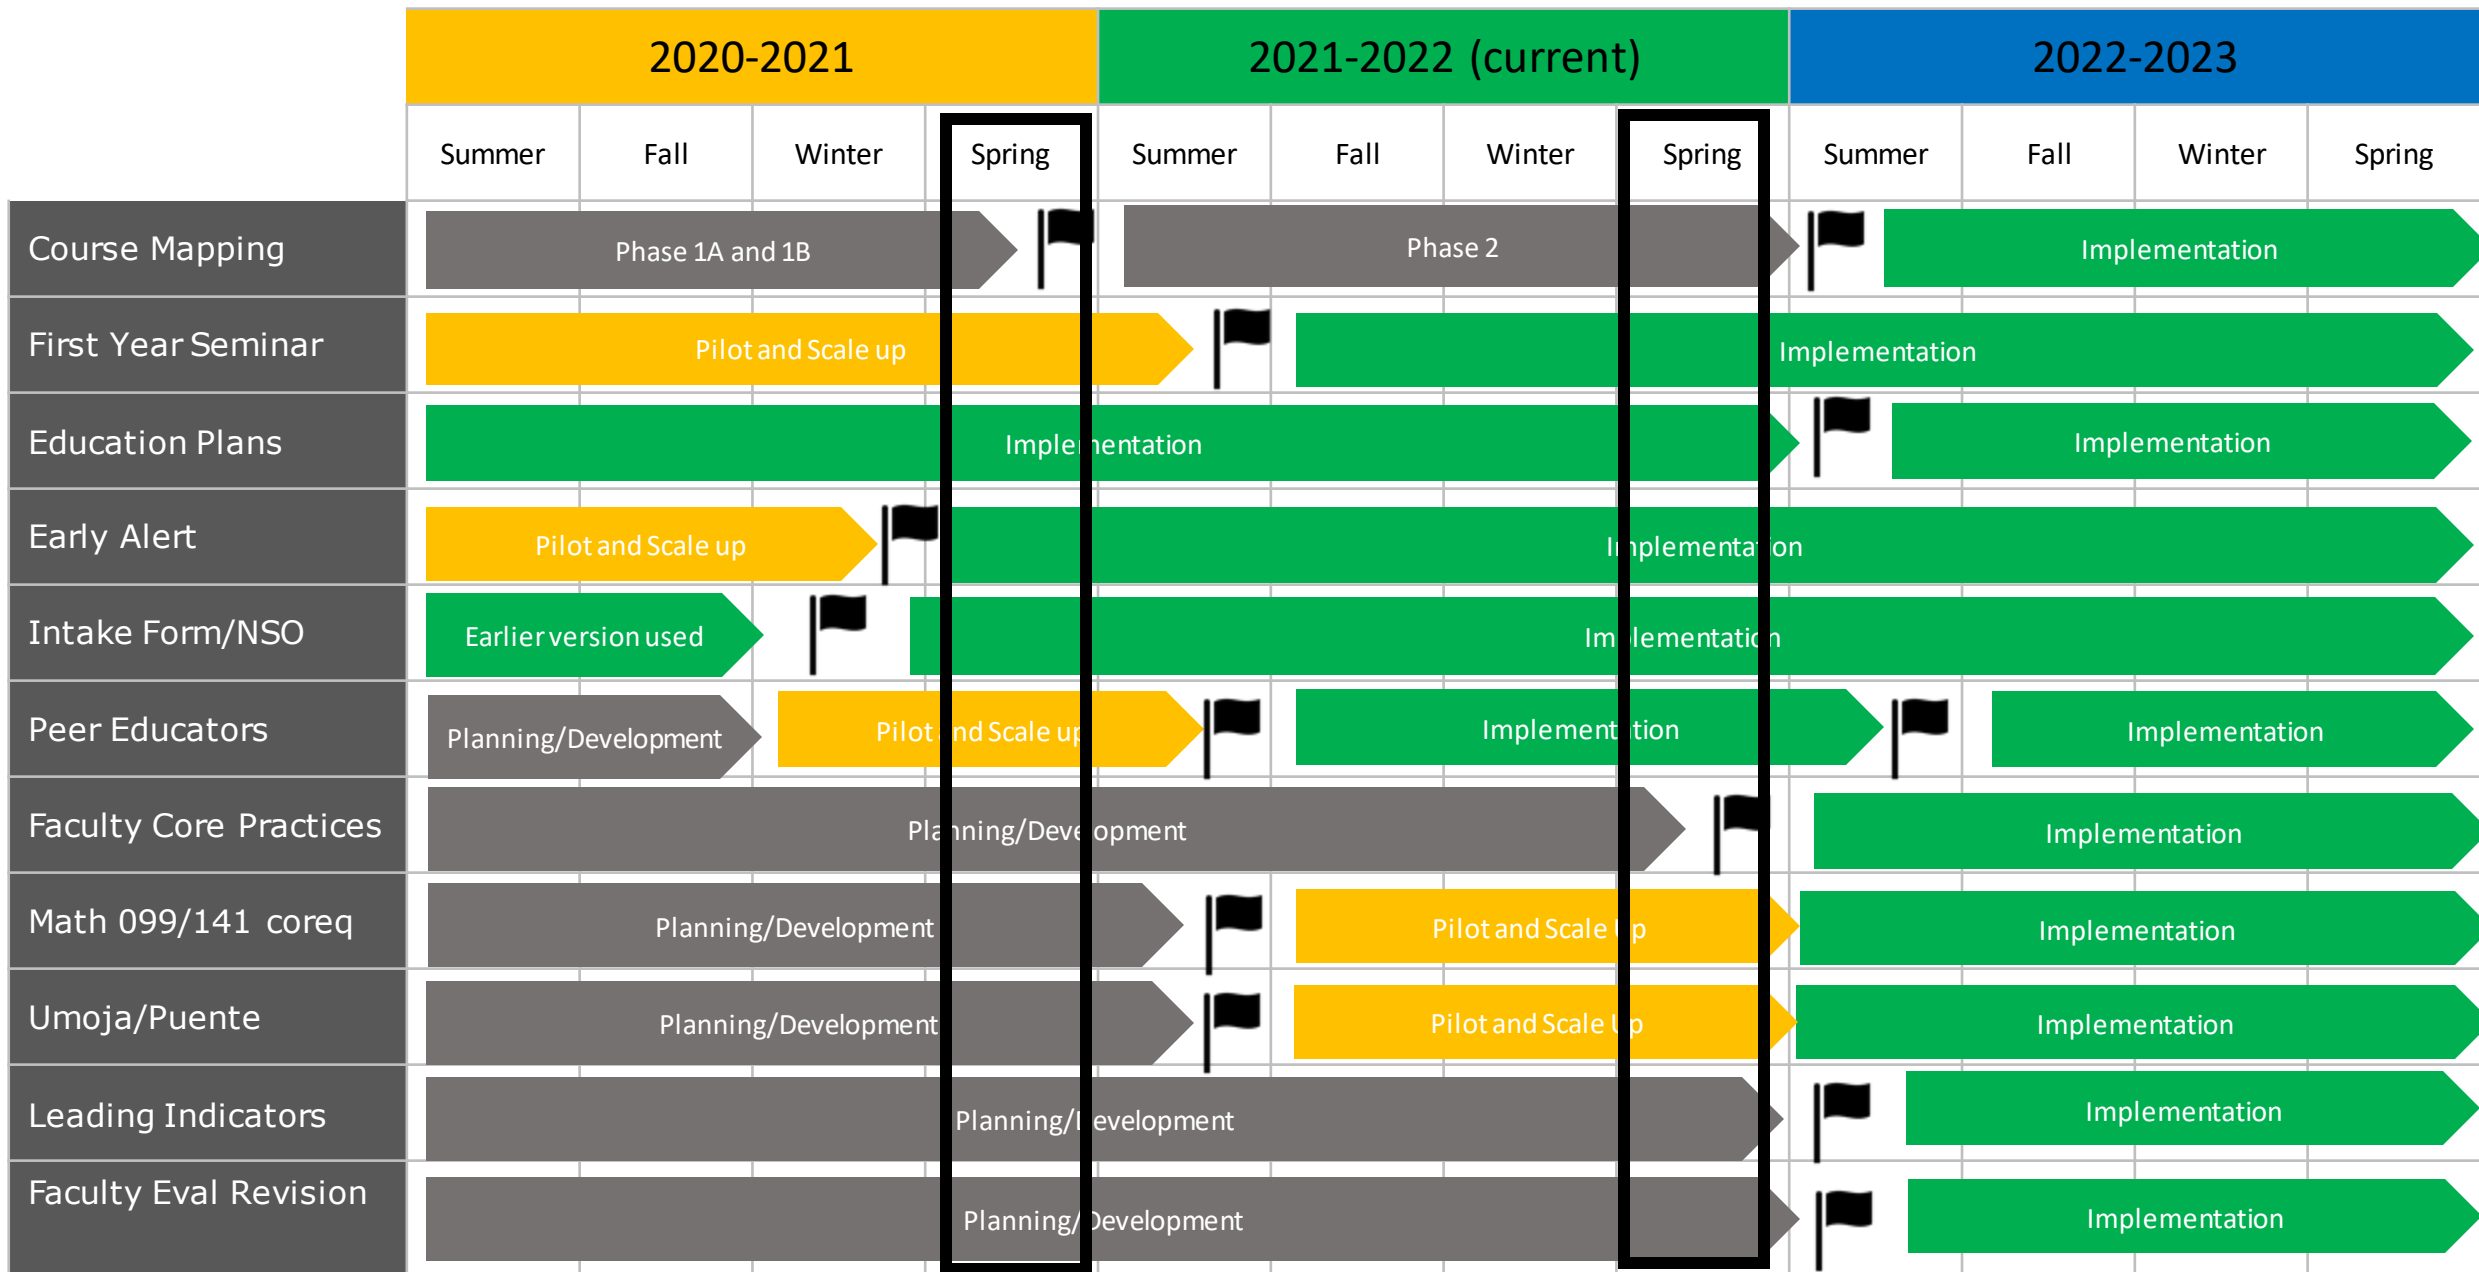 2020-2021
2021-2022 (current)
2022-2023
Summer
Fall
Winter
Spring
Summer
Fall
Winter
Spring
Summer
Fall
Winter
Spring
Course Mapping
Phase 1A and 1B
Phase 2
Implementation
First Year Seminar
Pilot and Scale up
Implementation
Education Plans
Implementation
Implementation
Early Alert
Pilot and Scale up
Implementation
Intake Form/NSO
Earlier version used
Implementation
Peer Educators
Planning/Development
Pilot and Scale up
Implementation
Implementation
Faculty Core Practices
Planning/Development
Implementation
Math 099/141 coreq
Planning/Development
Pilot and Scale Up
Implementation
Umoja/Puente
Planning/Development
Pilot and Scale Up
Implementation
Leading Indicators
Planning/Development
Implementation
Faculty Eval Revision
Planning/Development
Implementation